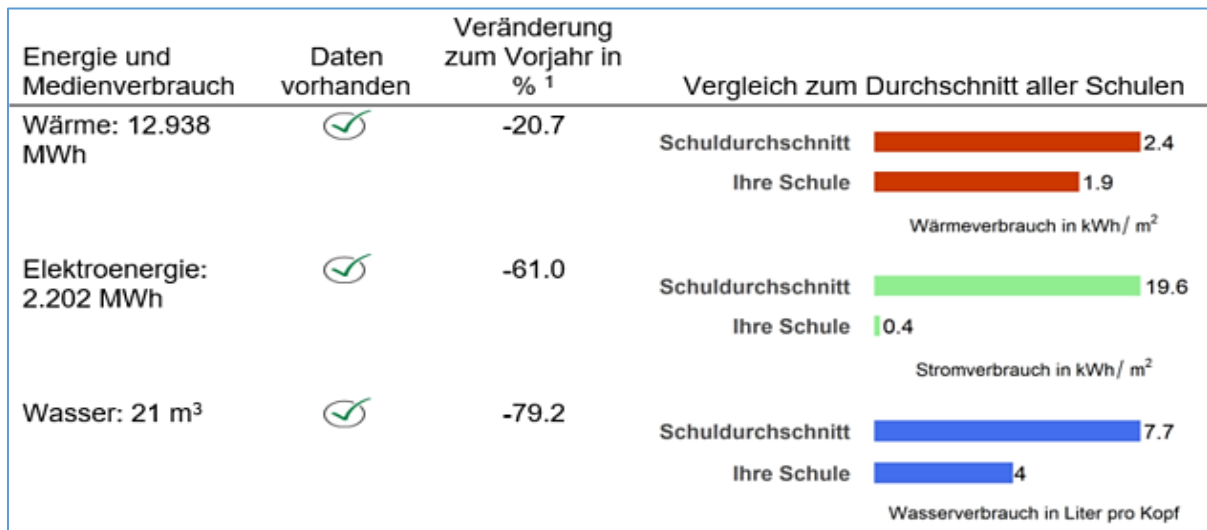 Energie und Medienverbrauch
Daten vorhanden
Veränderung zum Vorjahr in % ¹
Vergleich zum Durchschnitt aller Schulen
Wärme: 12.938 MWh
-20.7
Schuldurchschnitt 2.4
Ihre Schule 1.9
Wärmeverbrauch in kWh/ m²
Elektroenergie: 2.202 MWh
-61.0
Schuldurchschnitt 19.6
Ihre Schule 0.4
Stromverbrauch in kWh/ m²
Wasser: 21 m³
-79.2
Schuldurchschnitt 7.7
Ihre Schule 4
Wasserverbrauch in Liter pro Kopf